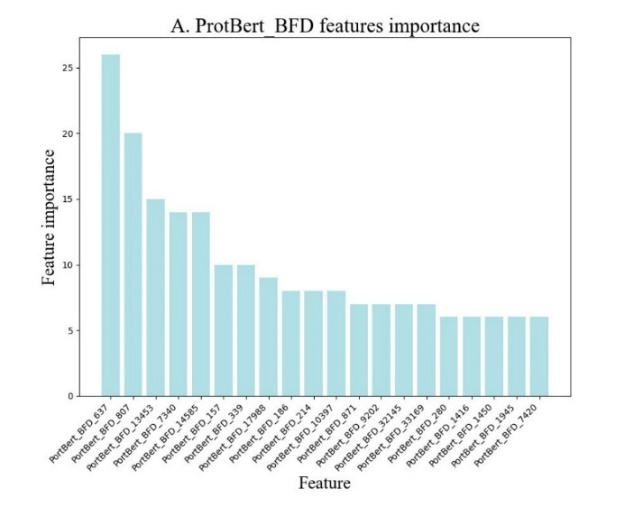 A. ProtBert_BFD features importance
Feature importance
25
20
15
10
5
0
PortBert_BFD_637
PortBert_BFD_807
PortBert_BFD_13453
PortBert_BFD_7340
PortBert_BFD_14585
PortBert_BFD_157
PortBert_BFD_339
PortBert_BFD_17988
PortBert_BFD_186
PortBert_BFD_214
PortBert_BFD_10397
PortBert_BFD_871
PortBert_BFD_9202
PortBert_BFD_32145
PortBert_BFD_33169
PortBert_BFD_280
PortBert_BFD_1416
PortBert_BFD_1450
PortBert_BFD_1945
PortBert_BFD_7420
Feature